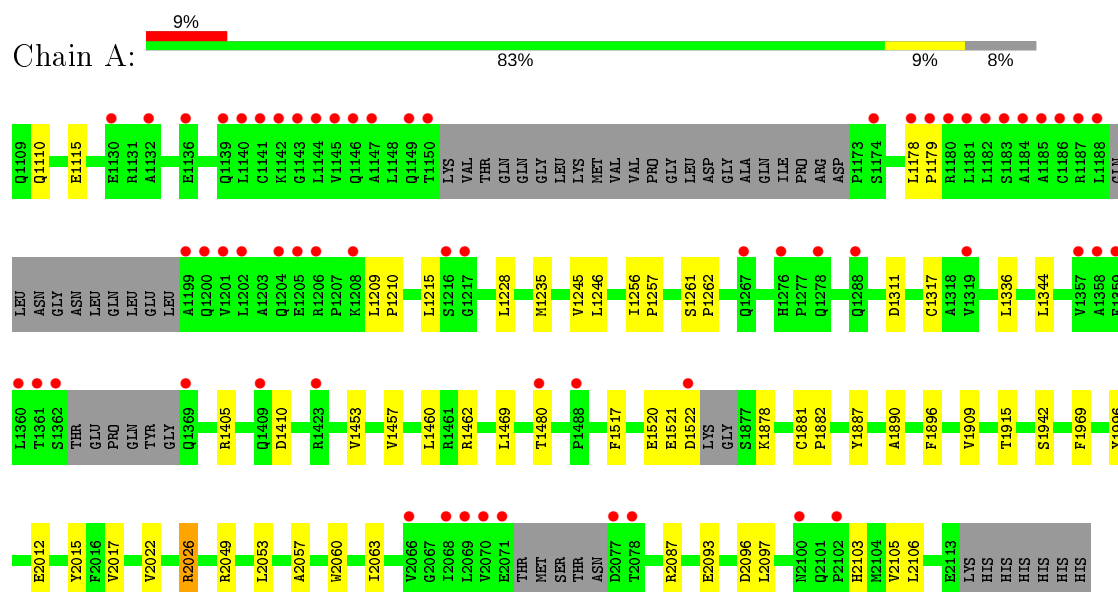 9%
Chain A:
83% 9% 8%
Q1109 Q1110 E1115 E1130 R1131 A1132 E1136 Q1139 L1140 C1141 K1142 G1143 L1144 V1145 Q1146 A1147 L1148 Q1149 T1150 LYS VAL THR GLN GLN GLY LEU LYS MET VAL VAL PRO GLY LEU ASP GLY ALA GLN ILE PRO ARG ASP P1173 S1174 L1178 P1179 R1180 L1181 L1182 S1183 A1184 A1185 C1186 R1187 L1188 GLN
LEU ASN GLY ASN LEU GLN LEU GLU LEU A1199 Q1200 V1201 L1202 A1203 Q1204 E1205 R1206 P1207 K1208 L1209 P1210 L1215 S1216 G1217 L1228 M1235 V1245 L1246 I1256 P1257 S1261 P1262 Q1267 H1276 P1277 Q1278 Q1288 D1311 C1317 A1318 V1319 L1336 L1344 V1357 A1358 E1359
L1360 T1361 S1362 THR GLU PRO GLN TYR GLY Q1369 R1405 Q1409 D1410 R1423 V1453 V1457 L1460 R1461 R1462 L1469 T1480 P1488 F1517 E1520 E1521 D1522 LYS GLY S1877 K1878 C1881 P1882 Y1887 A1890 F1896 V1909 T1915 S1942 F1969 Y1996
E2012 Y2015 F2016 V2017 V2022 R2026 R2049 L2053 A2057 W2060 I2063 V2066 G2067 I2068 L2069 V2070 E2071 THR MET SER THR ASN D2077 T2078 R2087 E2093 D2096 L2097 N2100 Q2101 P2102 H2103 M2104 V2105 L2106 E2113 LYS HIS HIS HIS HIS HIS HIS